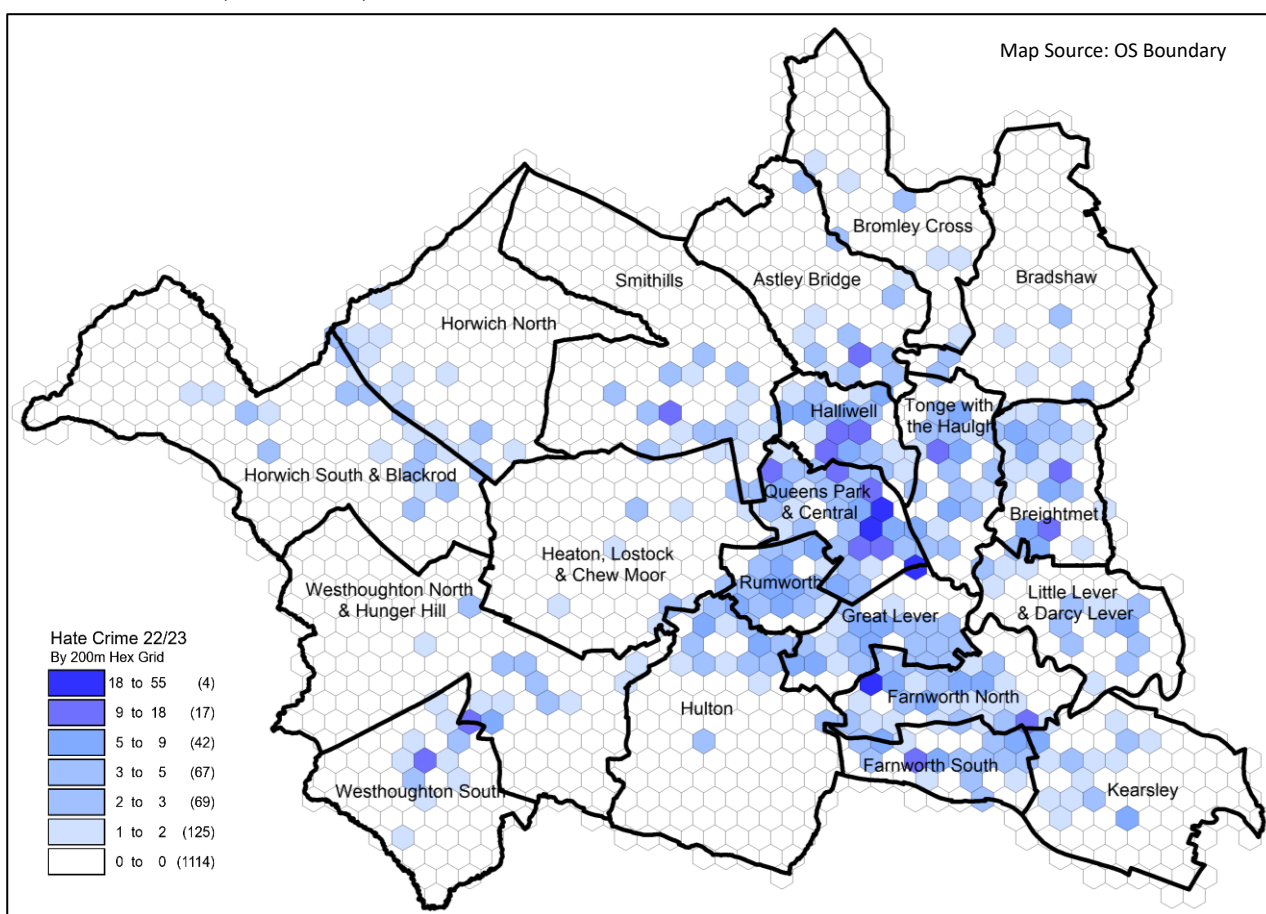 Map Source: OS Boundary
Bromley Cross
Bradshaw
Astley Bridge
Smithills
Horwich North
Halliwell
Tonge with
the Haulgh
Horwich South & Blackrod
Queens Park
& Central
Breightmet
Heaton, Lostock
& Chew Moor
Rumworth
Westhoughton North
& Hunger Hill
Little Lever
& Darcy Lever
Great Lever
Farnworth North
Hulton
Farnworth South
Kearsley
Westhoughton South
Hate Crime 22/23
By 200m Hex Grid
18 to 55 (4)
9 to 18 (17)
5 to 9 (42)
3 to 5 (67)
2 to 3 (69)
1 to 2 (125)
0 to 0 (1114)